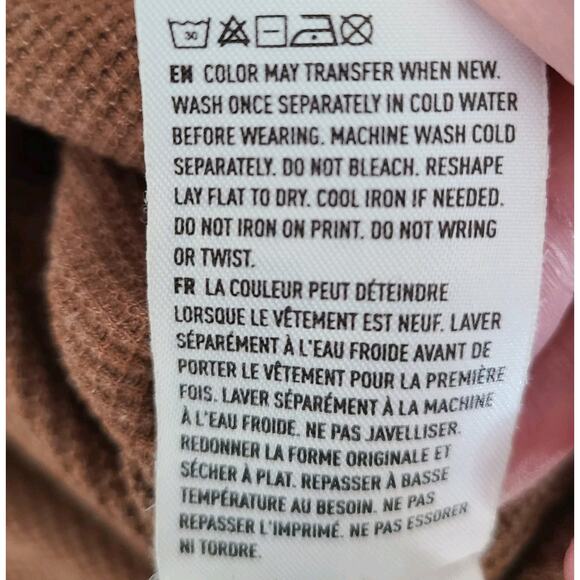 30
EN COLOR MAY TRANSFER WHEN NEW.
WASH ONCE SEPARATELY IN COLD WATER
BEFORE WEARING. MACHINE WASH COLD
SEPARATELY. DO NOT BLEACH. RESHAPE
LAY FLAT TO DRY. COOL IRON IF NEEDED.
DO NOT IRON ON PRINT. DO NOT WRING
OR TWIST.
FR LA COULEUR PEUT DÉTEINDRE
LORSQUE LE VÊTEMENT EST NEUF. LAVER
SÉPARÉMENT À L'EAU FROIDE AVANT DE
PORTER LE VÊTEMENT POUR LA PREMIÈRE
FOIS. LAVER SÉPARÉMENT À LA MACHINE
À L'EAU FROIDE. NE PAS JAVELLISER.
REDONNER LA FORME ORIGINALE ET
SÉCHER À PLAT. REPASSER À BASSE
TEMPÉRATURE AU BESOIN. NE PAS
REPASSER L'IMPRIMÉ. NE PAS ESSORER
NI TORDRE.